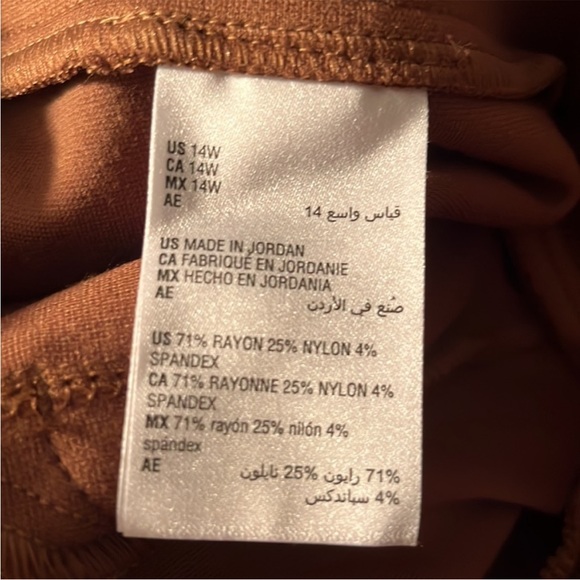 US 14W
CA 14W
MX 14W
AE
قياس واسع 14
US MADE IN JORDAN
CA FABRIQUÉ EN JORDANIE
MX HECHO EN JORDANIA
AE
صُنع في الأردن
US 71% RAYON 25% NYLON 4%
SPANDEX
CA 71% RAYONNE 25% NYLON 4%
SPANDEX
MX 71% rayón 25% nilón 4%
spandex
AE
71% رايون 25% نايلون
4% سباندكس